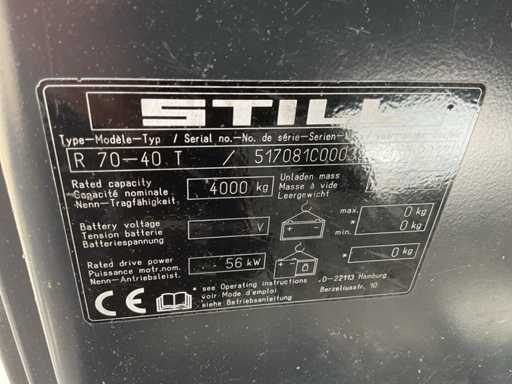 STILL
Type-Modèle-Typ / Serial no.-No. de série-Serien-
R 70-40 T / 517081C000
Rated capacity
Capacité nominale
Nenn-Tragfähigkeit
4000 kg
Unladen mass
Masse à vide
Leergewicht
Battery voltage
Tension batterie
Batteriespannung
V
max. 0 kg
min. * 0 kg
Rated drive power
Puissance motr.nom.
Nenn-Antriebsleist.
56 kW
* 0 kg
CE
* see Operating instructions
voir Mode d'emploi
siehe Betriebsanleitung
D-22113 Hamburg
Berzeliusstr. 10